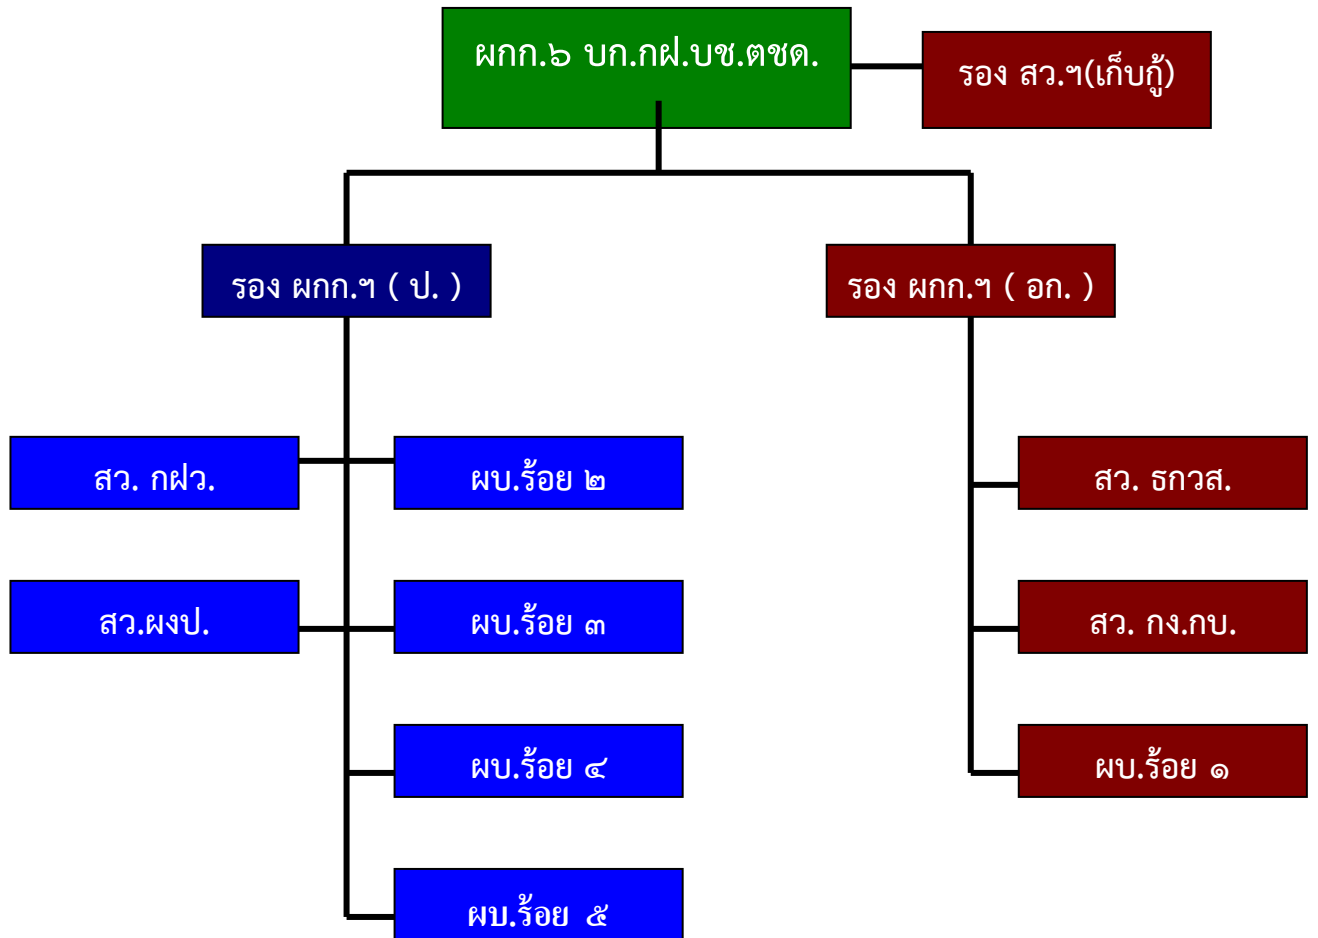 ผกก.๖ บก.กฝ.บช.ตชด.
รอง สว.ฯ(เก็บกู้)
รอง ผกก.ฯ ( ป. )
รอง ผกก.ฯ ( อก. )
สว. กฝว.
ผบ.ร้อย ๒
สว. ธกวส.
สว.ผงป.
ผบ.ร้อย ๓
สว. กง.กบ.
ผบ.ร้อย ๔
ผบ.ร้อย ๑
ผบ.ร้อย ๕